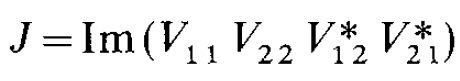 J = Im(V₁₁ V₂₂ V*₁₂ V*₂₁)